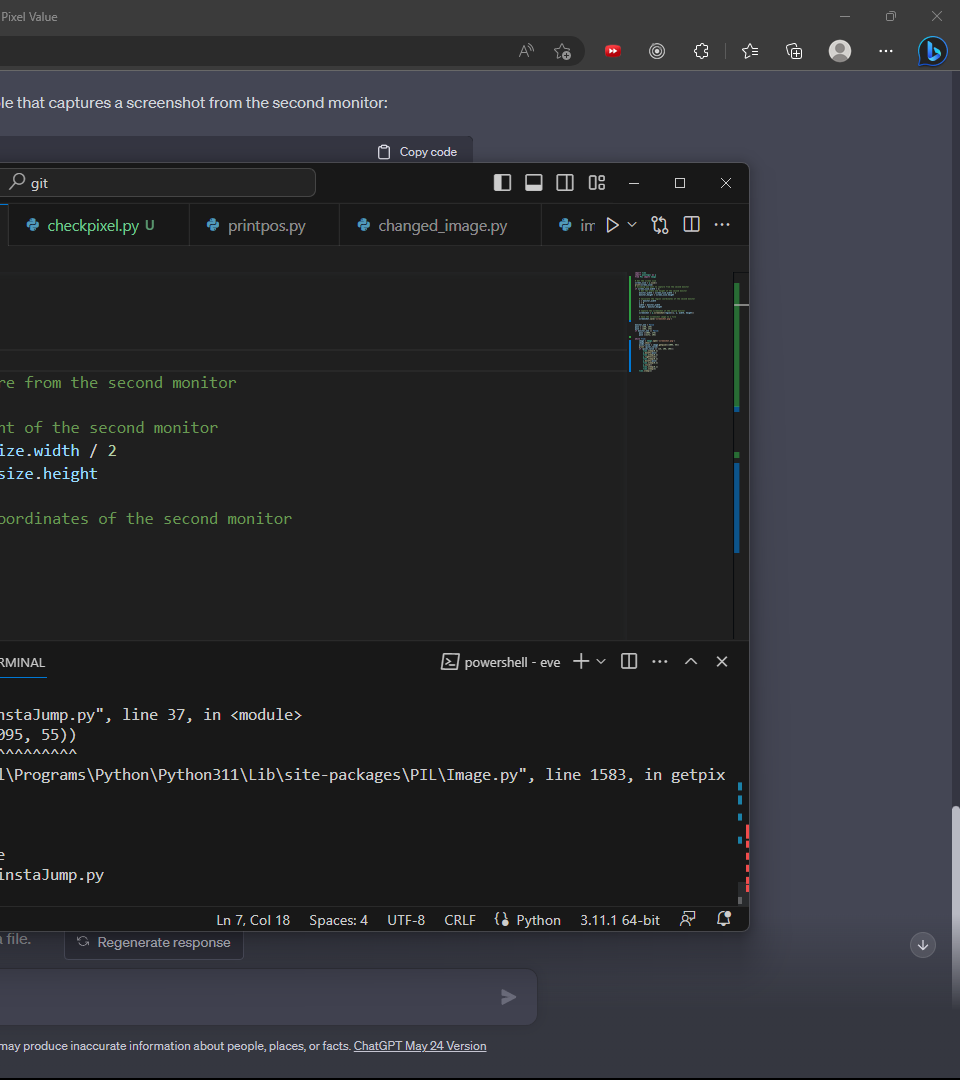 Pixel Value
le that captures a screenshot from the second monitor:
Copy code
git
checkpixel.py U
printpos.py
changed_image.py
im
re from the second monitor
nt of the second monitor
ize.width / 2
size.height
oordinates of the second monitor
RMINAL
powershell - eve
nstaJump.py", line 37, in <module>
095, 55))
^^^^^^^^^
l\Programs\Python\Python311\Lib\site-packages\PIL\Image.py", line 1583, in getpix
e
instaJump.py
Ln 7, Col 18 Spaces: 4 UTF-8 CRLF Python 3.11.1 64-bit
a file.
Regenerate response
may produce inaccurate information about people, places, or facts. ChatGPT May 24 Version